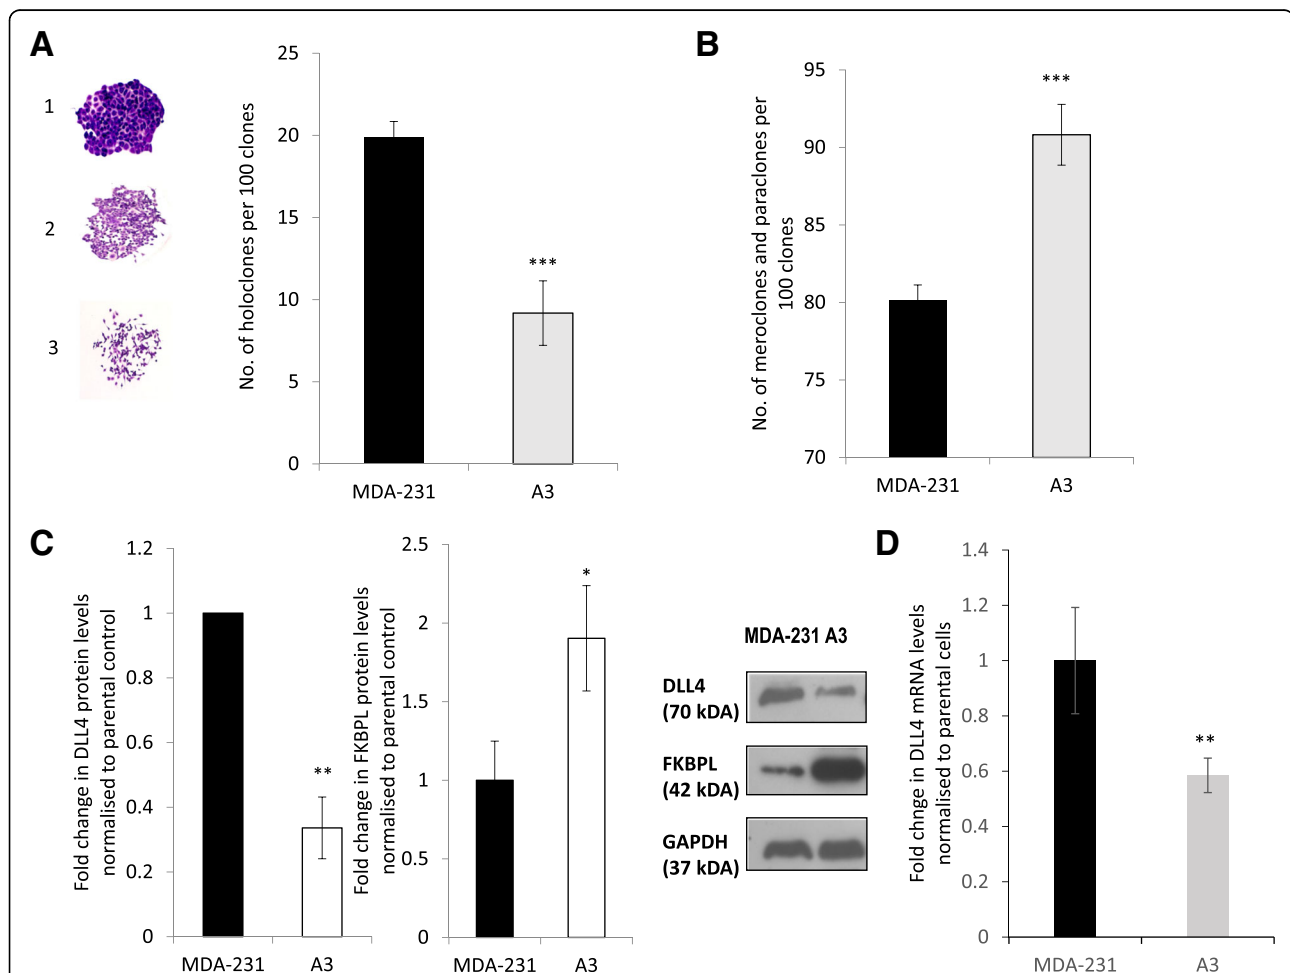 A
1
2
3
No. of holoclones per 100 clones
25
20
15
10
5
0
***
MDA-231 A3
B
No. of meroclones and paraclones per
100 clones
95
90
85
80
75
70
***
MDA-231 A3
C
Fold change in DLL4 protein levels
normalised to parental control
1.2
1
0.8
0.6
0.4
0.2
0
**
MDA-231 A3
Fold change in FKBPL protein levels
normalised to parental control
2.5
2
1.5
1
0.5
0
*
MDA-231 A3
MDA-231 A3
DLL4
(70 kDA)
FKBPL
(42 kDA)
GAPDH
(37 kDA)
D
Fold chnge in DLL4 mRNA levels
normalised to parental cells
1.4
1.2
1
0.8
0.6
0.4
0.2
0
**
MDA-231 A3